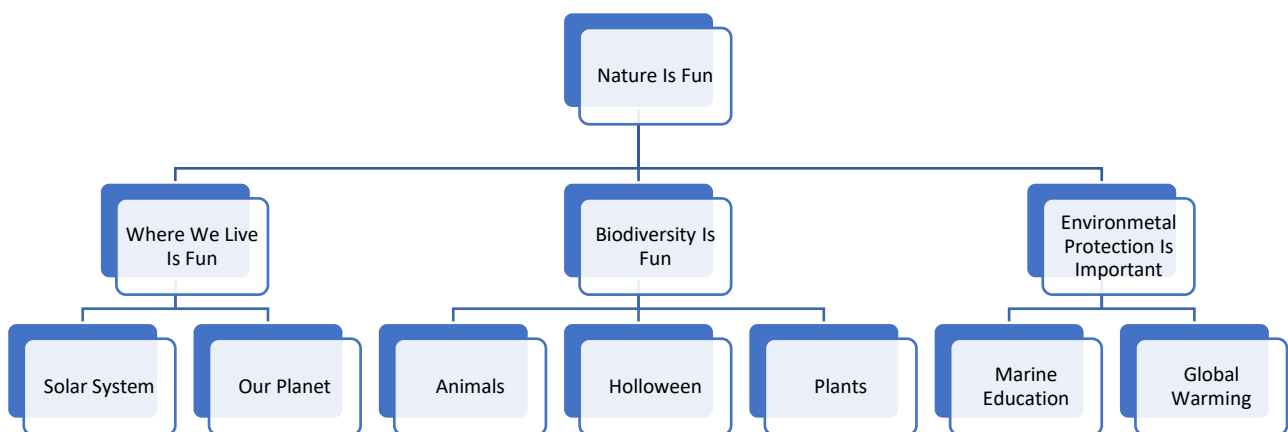 Nature Is Fun
Where We Live
Is Fun
Biodiversity Is
Fun
Environmetal
Protection Is
Important
Solar System
Our Planet
Animals
Holloween
Plants
Marine
Education
Global
Warming